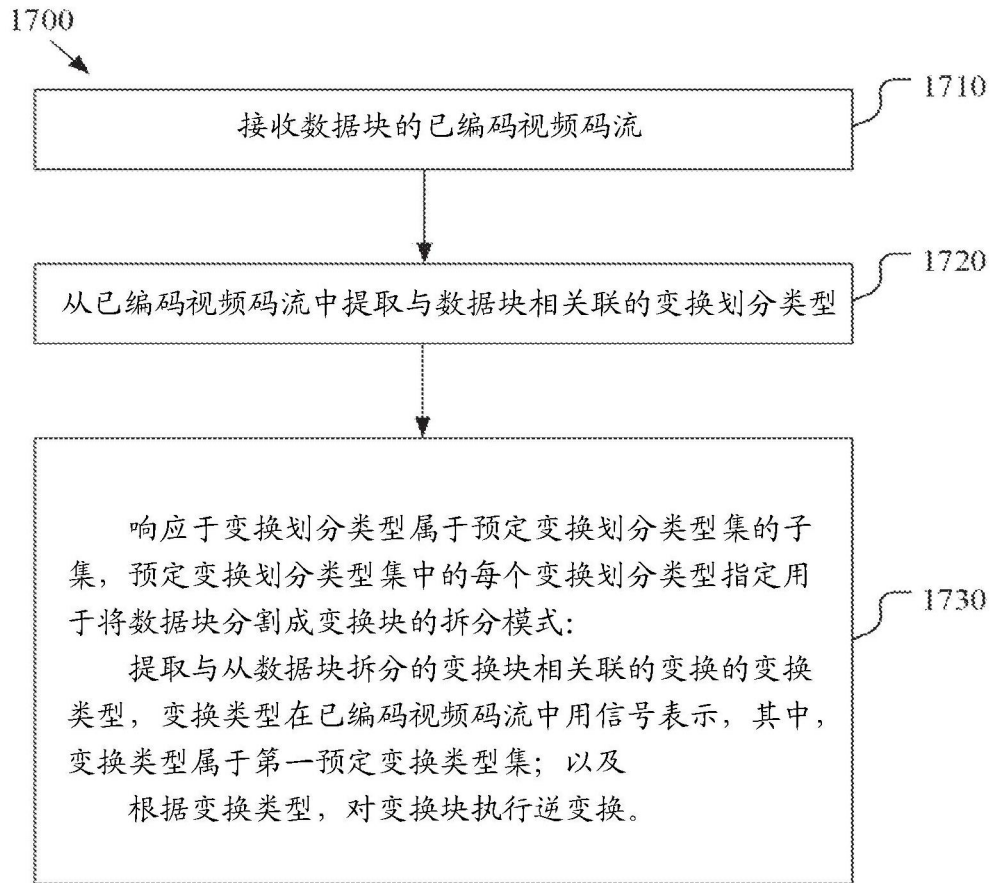 1700
接收数据块的已编码视频码流
1710
从已编码视频码流中提取与数据块相关联的变换划分类型
1720
响应于变换划分类型属于预定变换划分类型集的子
集，预定变换划分类型集中的每个变换划分类型指定用
于将数据块分割成变换块的拆分模式：
提取与从数据块拆分的变换块相关联的变换的变换
类型，变换类型在已编码视频码流中用信号表示，其中，
变换类型属于第一预定变换类型集；以及
根据变换类型，对变换块执行逆变换。
1730